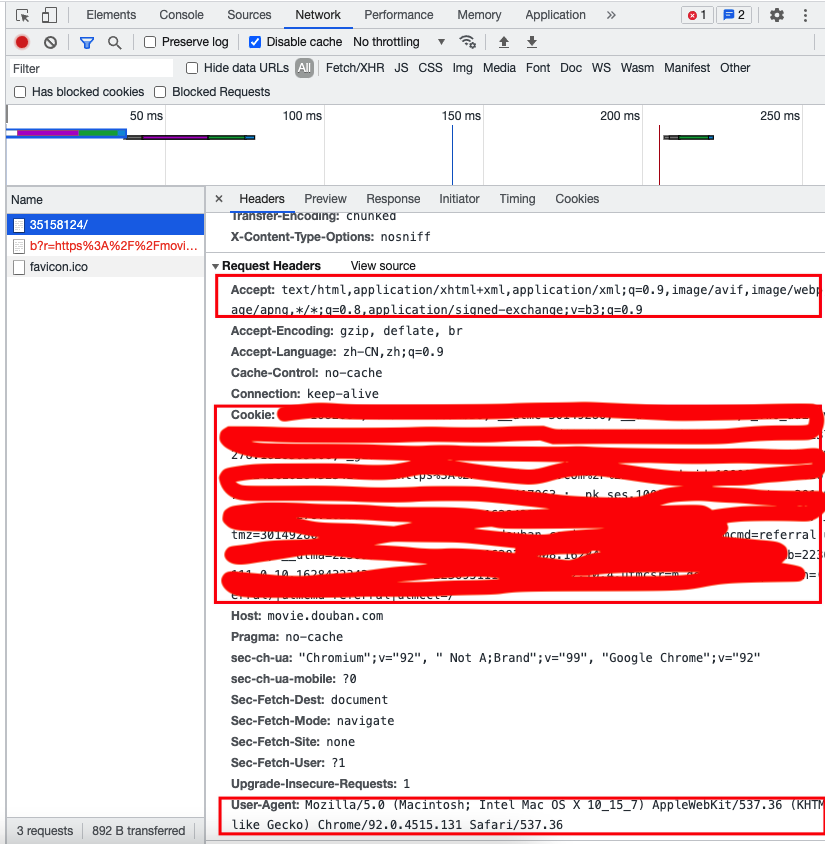 Elements Console Sources Network Performance Memory Application » 1 2
Preserve log Disable cache No throttling
Filter Hide data URLs All Fetch/XHR JS CSS Img Media Font Doc WS Wasm Manifest Other
Has blocked cookies Blocked Requests
50 ms 100 ms 150 ms 200 ms 250 ms
Name × Headers Preview Response Initiator Timing Cookies
35158124/
b?r=https%3A%2F%2Fmovi...
favicon.ico
Transfer-Encoding: chunked
X-Content-Type-Options: nosniff
Request Headers View source
Accept: text/html,application/xhtml+xml,application/xml;q=0.9,image/avif,image/webp
age/apng,*/*;q=0.8,application/signed-exchange;v=b3;q=0.9
Accept-Encoding: gzip, deflate, br
Accept-Language: zh-CN,zh;q=0.9
Cache-Control: no-cache
Connection: keep-alive
Cookie:
tmz=30149280 mcmd=referral
Host: movie.douban.com
Pragma: no-cache
sec-ch-ua: "Chromium";v="92", " Not A;Brand";v="99", "Google Chrome";v="92"
sec-ch-ua-mobile: ?0
Sec-Fetch-Dest: document
Sec-Fetch-Mode: navigate
Sec-Fetch-Site: none
Sec-Fetch-User: ?1
Upgrade-Insecure-Requests: 1
User-Agent: Mozilla/5.0 (Macintosh; Intel Mac OS X 10_15_7) AppleWebKit/537.36 (KHTM
like Gecko) Chrome/92.0.4515.131 Safari/537.36
3 requests 892 B transferred